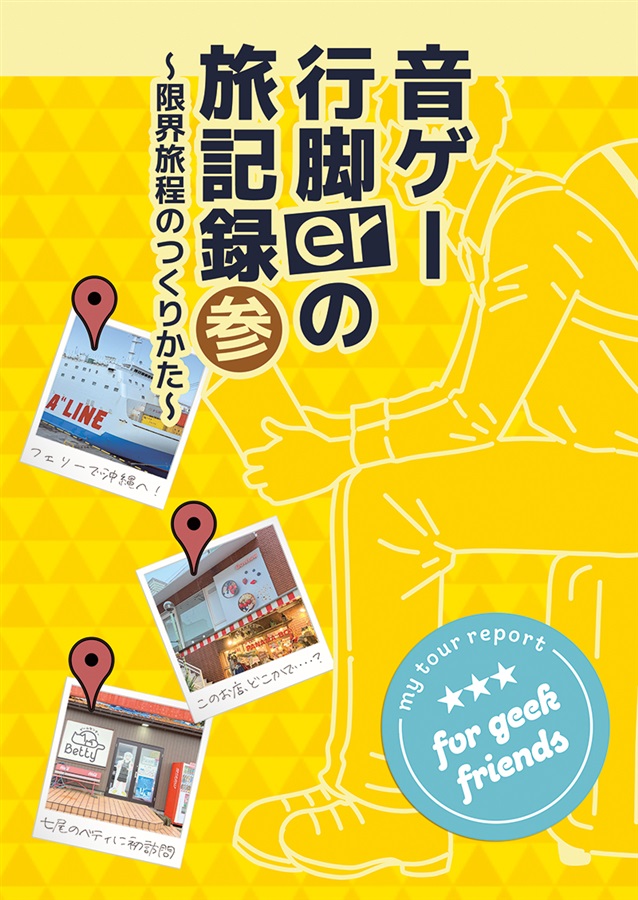 音ゲー
行脚erの
旅記録 参
～限界旅程のつくりかた～
A"LINE
フェリーで沖縄へ！
このお店、どこかで・・・・？
Betty
七尾のベティに初訪問
my tour report
for geek
friends